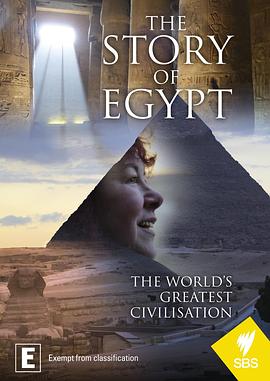 THE
STORY
OF
EGYPT
THE WORLD'S
GREATEST
CIVILISATION
E
Exempt from classification
SBS